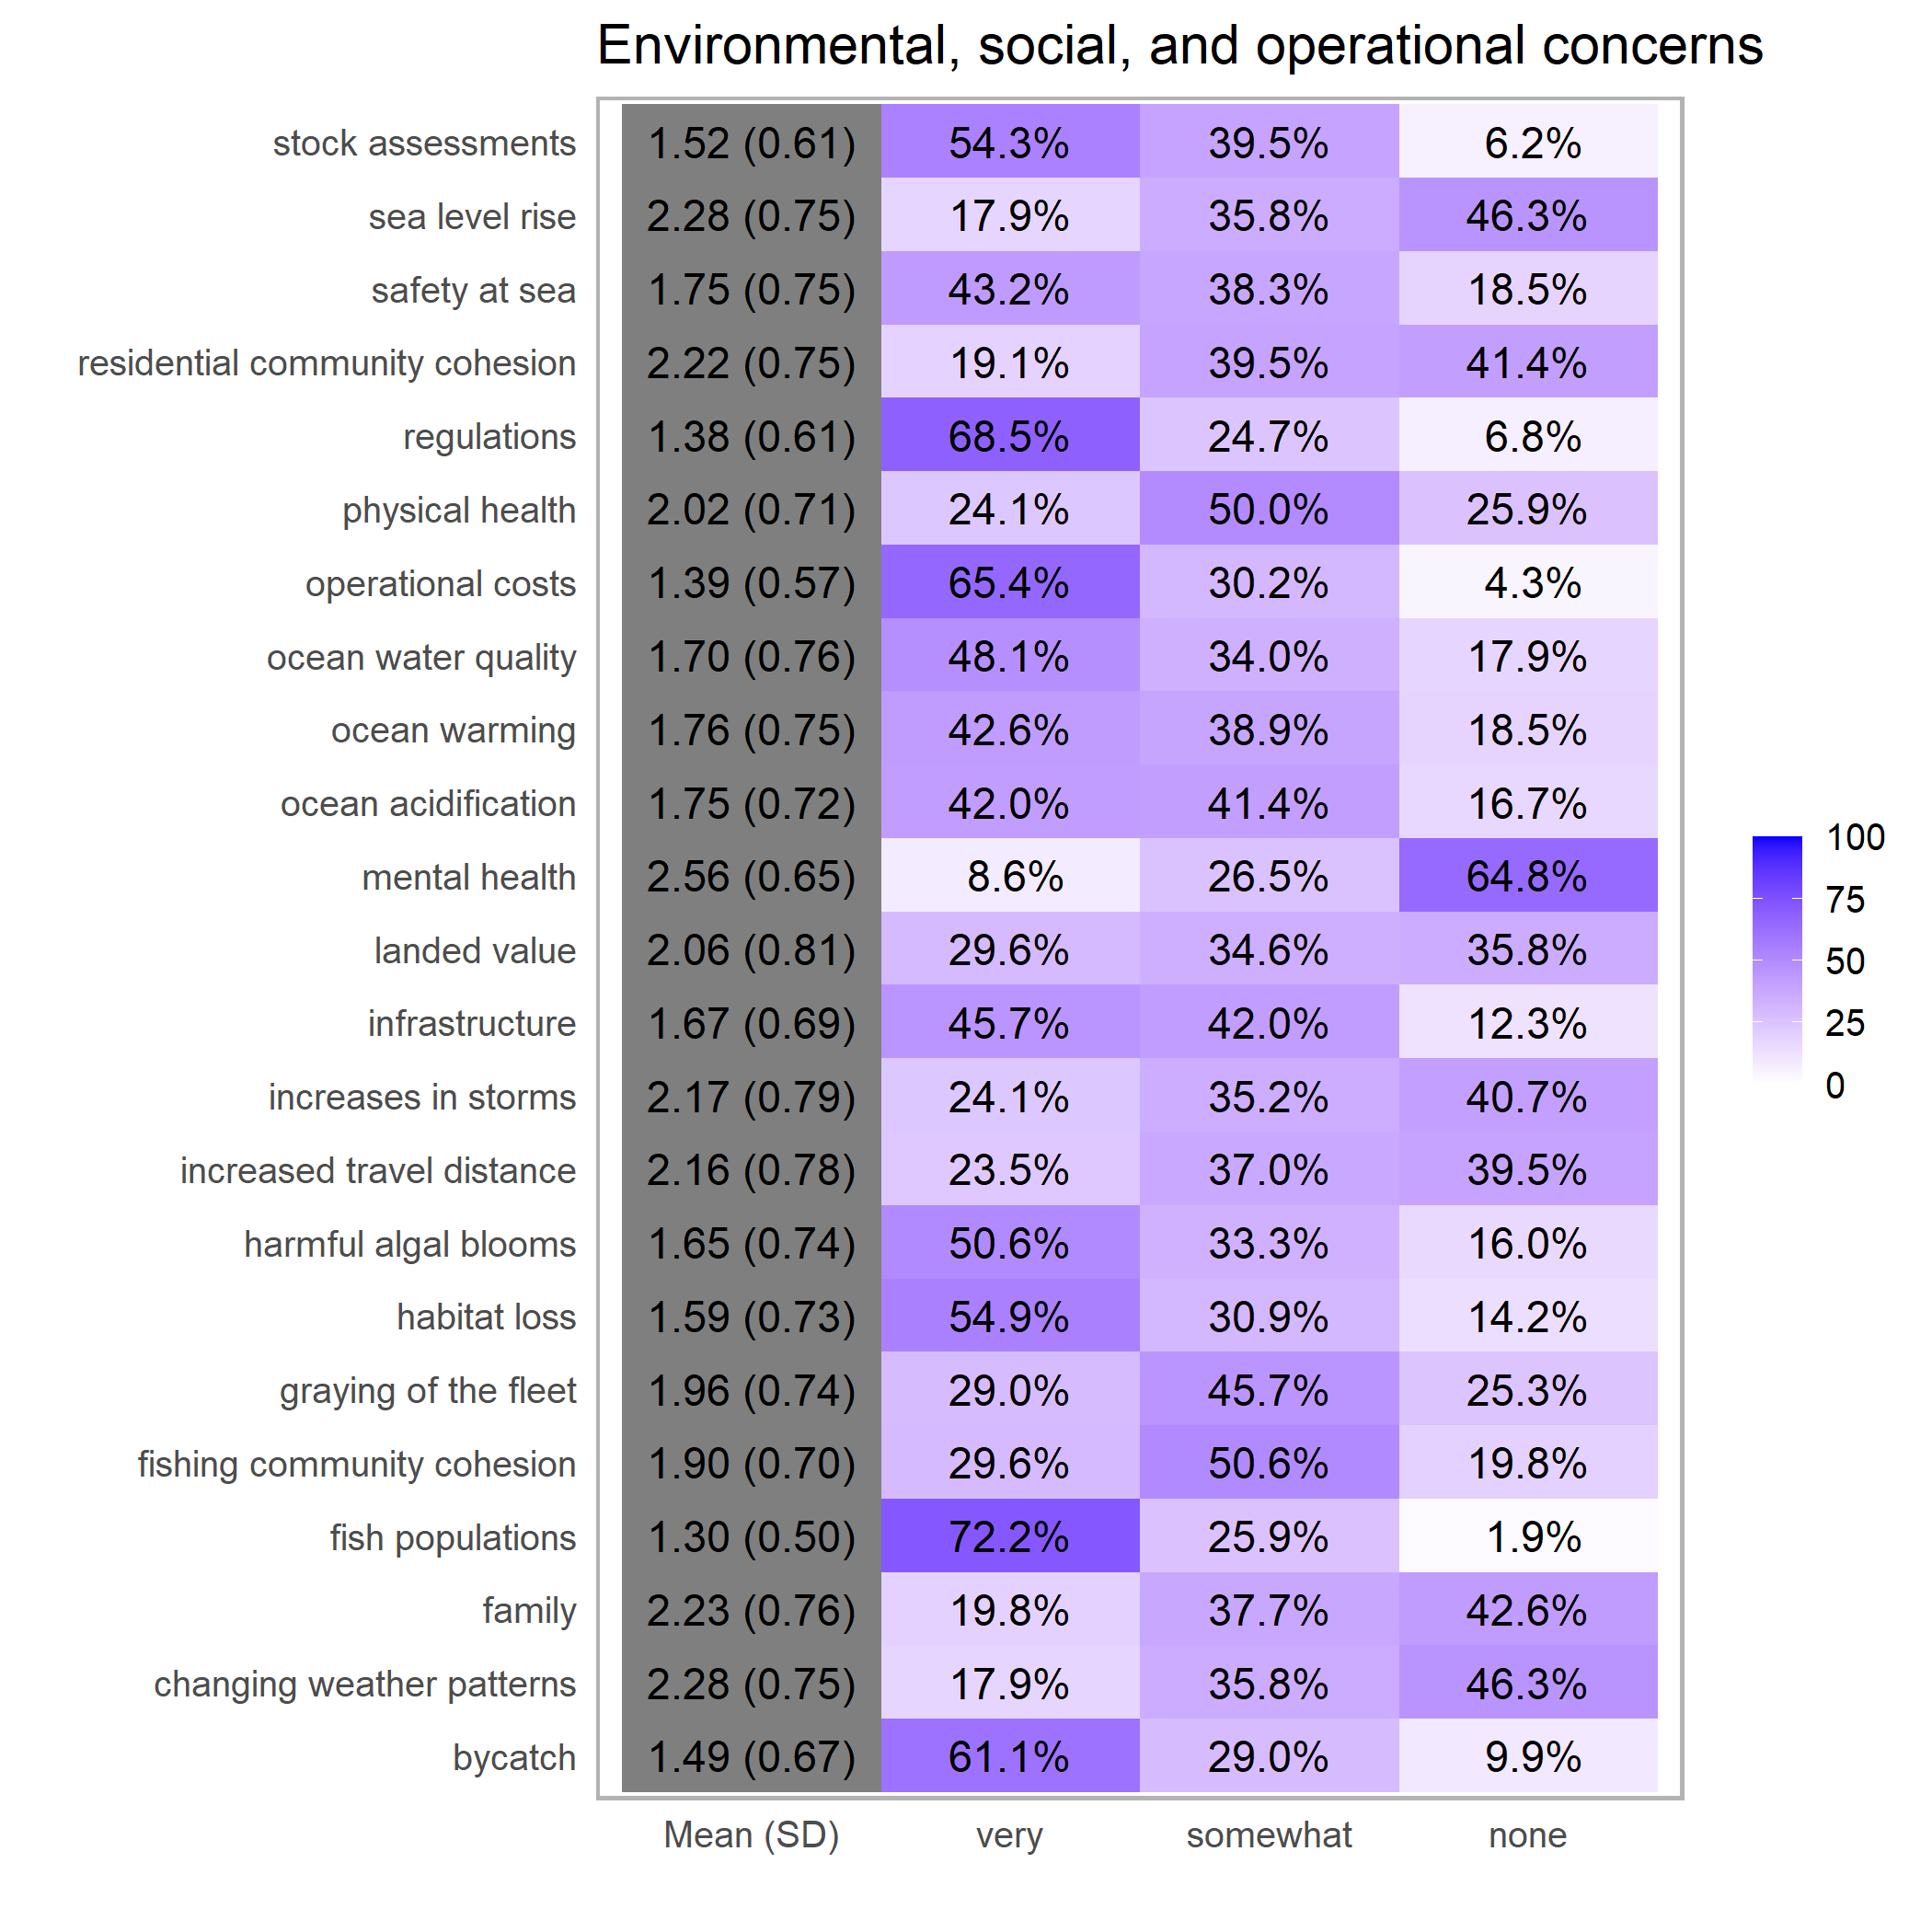 Environmental, social, and operational concerns
stock assessments 1.52 (0.61) 54.3% 39.5% 6.2%
sea level rise 2.28 (0.75) 17.9% 35.8% 46.3%
safety at sea 1.75 (0.75) 43.2% 38.3% 18.5%
residential community cohesion 2.22 (0.75) 19.1% 39.5% 41.4%
regulations 1.38 (0.61) 68.5% 24.7% 6.8%
physical health 2.02 (0.71) 24.1% 50.0% 25.9%
operational costs 1.39 (0.57) 65.4% 30.2% 4.3%
ocean water quality 1.70 (0.76) 48.1% 34.0% 17.9%
ocean warming 1.76 (0.75) 42.6% 38.9% 18.5%
ocean acidification 1.75 (0.72) 42.0% 41.4% 16.7%
mental health 2.56 (0.65) 8.6% 26.5% 64.8%
landed value 2.06 (0.81) 29.6% 34.6% 35.8%
infrastructure 1.67 (0.69) 45.7% 42.0% 12.3%
increases in storms 2.17 (0.79) 24.1% 35.2% 40.7%
increased travel distance 2.16 (0.78) 23.5% 37.0% 39.5%
harmful algal blooms 1.65 (0.74) 50.6% 33.3% 16.0%
habitat loss 1.59 (0.73) 54.9% 30.9% 14.2%
graying of the fleet 1.96 (0.74) 29.0% 45.7% 25.3%
fishing community cohesion 1.90 (0.70) 29.6% 50.6% 19.8%
fish populations 1.30 (0.50) 72.2% 25.9% 1.9%
family 2.23 (0.76) 19.8% 37.7% 42.6%
changing weather patterns 2.28 (0.75) 17.9% 35.8% 46.3%
bycatch 1.49 (0.67) 61.1% 29.0% 9.9%
Mean (SD) very somewhat none
100
75
50
25
0